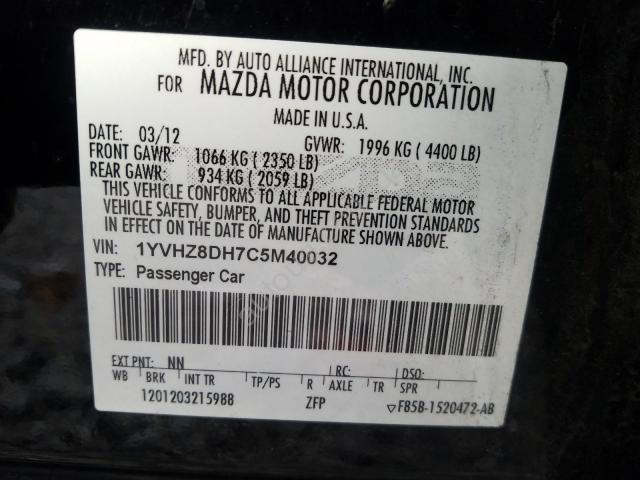 MFD. BY AUTO ALLIANCE INTERNATIONAL, INC.
FOR MAZDA MOTOR CORPORATION
MADE IN U.S.A.
DATE: 03/12 GVWR: 1996 KG ( 4400 LB)
FRONT GAWR: 1066 KG ( 2350 LB)
REAR GAWR: 934 KG ( 2059 LB)
THIS VEHICLE CONFORMS TO ALL APPLICABLE FEDERAL MOTOR
VEHICLE SAFETY, BUMPER, AND THEFT PREVENTION STANDARDS
IN EFFECT ON THE DATE OF MANUFACTURE SHOWN ABOVE.
VIN: 1YVHZ8DH7C5M40032
TYPE: Passenger Car
EXT PNT: NN RC: DSO:
WB BRK INT TR TP/PS R AXLE TR SPR
1201203215988 ZFP ▽FB5B-1520472-AB